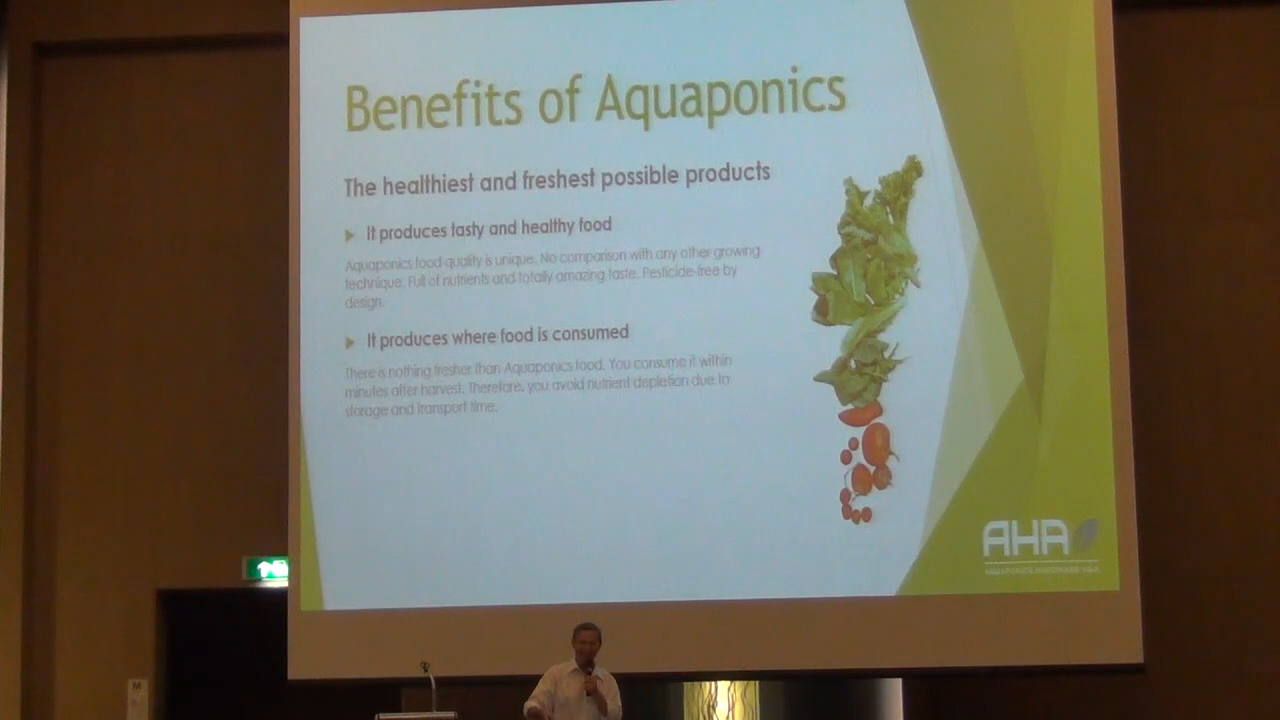 Benefits of Aquaponics
The healthiest and freshest possible products
It produces tasty and healthy food
Aquaponics food quality is unique. No comparison with any other growing
technique. Full of nutrients and totally amazing taste. Pesticide-free by
design.
It produces where food is consumed
There is nothing fresher than Aquaponics food. You consume it within
minutes after harvest. Therefore, you avoid nutrient depletion due to
storage and transport time.
AHA
M